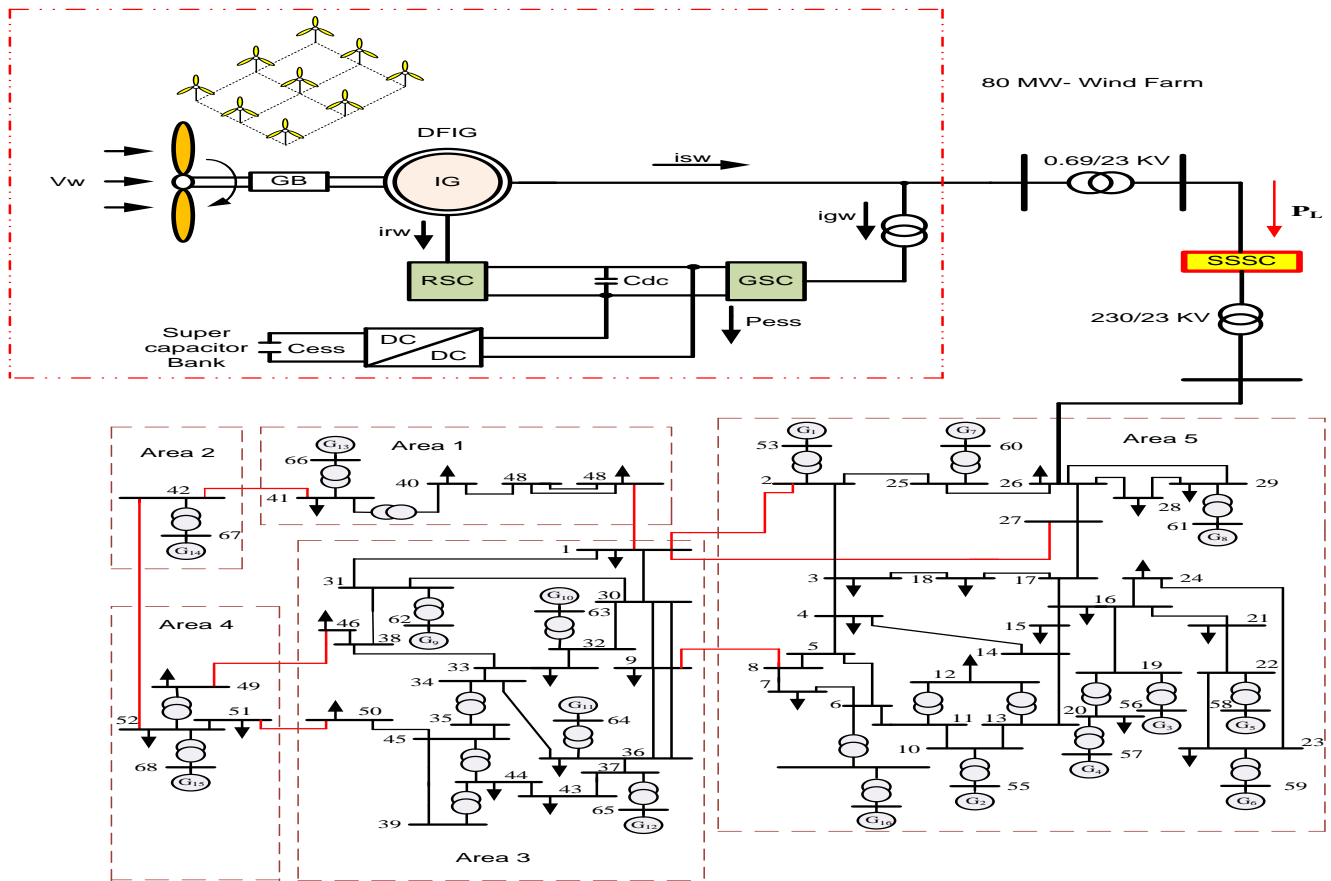 80 MW- Wind Farm
DFIG
isw
0.69/23 KV
Vw
GB
IG
igw
P_L
irw
SSSC
RSC
Cdc
GSC
Pess
230/23 KV
Super
capacitor
Bank
Cess
DC
DC
Area 2
42
67
G14
Area 1
G13
66
41
40
48
48
Area 5
G1
53
2
25
G7
60
26
28
29
61
G8
27
3
18
17
24
4
16
15
21
5
14
8
7
12
19
22
6
11
13
20
56
58
G3
G5
10
57
G4
23
55
G2
59
G6
G16
1
31
30
G10
63
46
62
38
G9
32
9
33
34
G11
50
35
64
45
36
37
44
43
65
G12
39
Area 3
Area 4
49
52
51
68
G15